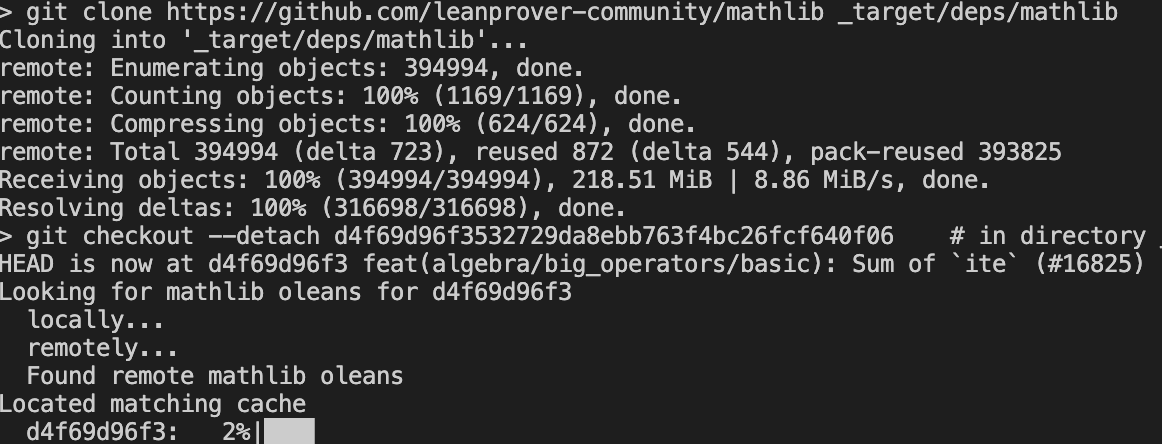 > git clone https://github.com/leanprover-community/mathlib _target/deps/mathlib
Cloning into '_target/deps/mathlib'...
remote: Enumerating objects: 394994, done.
remote: Counting objects: 100% (1169/1169), done.
remote: Compressing objects: 100% (624/624), done.
remote: Total 394994 (delta 723), reused 872 (delta 544), pack-reused 393825
Receiving objects: 100% (394994/394994), 218.51 MiB | 8.86 MiB/s, done.
Resolving deltas: 100% (316698/316698), done.
> git checkout --detach d4f69d96f3532729da8ebb763f4bc26fcf640f06    # in directory _
HEAD is now at d4f69d96f3 feat(algebra/big_operators/basic): Sum of `ite` (#16825)
Looking for mathlib oleans for d4f69d96f3
  locally...
  remotely...
  Found remote mathlib oleans
Located matching cache
  d4f69d96f3:   2%|